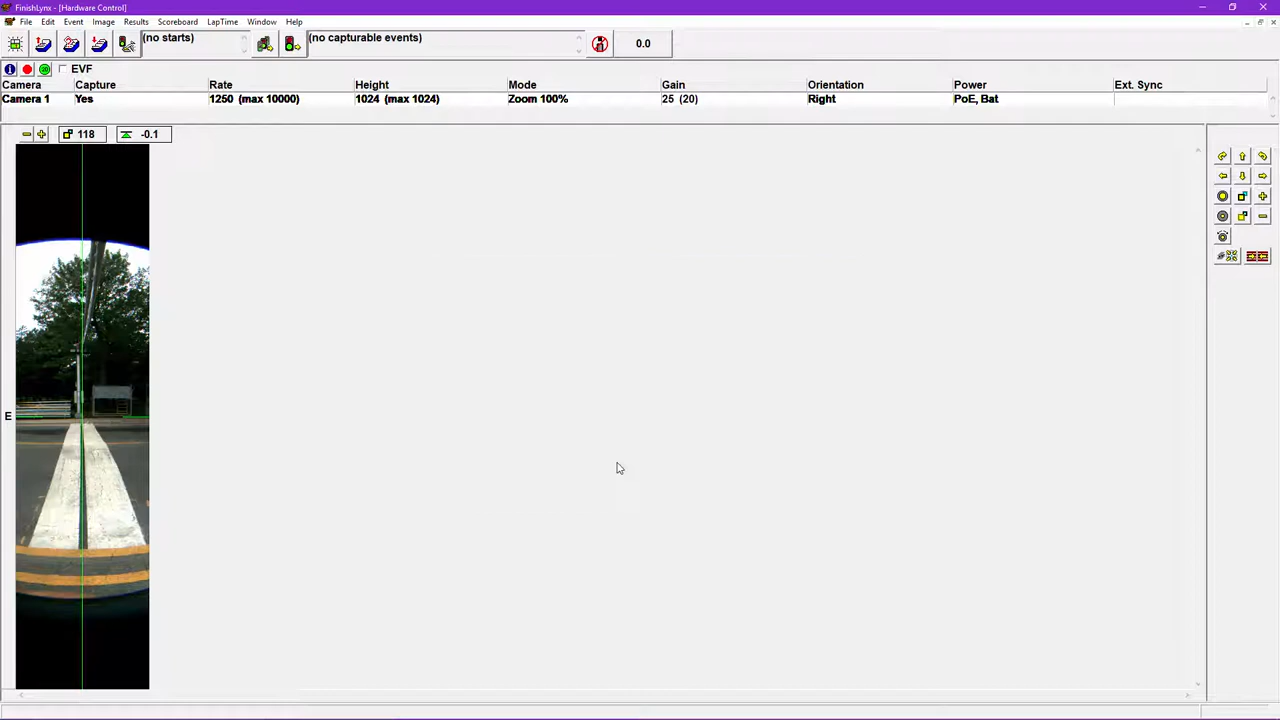 FinishLynx - [Hardware Control]
File Edit Event Image Results Scoreboard LapTime Window Help
(no starts) (no capturable events) 0.0
EVF
Camera Capture Rate Height Mode Gain Orientation Power Ext. Sync
Camera 1 Yes 1250 (max 10000) 1024 (max 1024) Zoom 100% 25 (20) Right PoE, Bat
118 -0.1
E